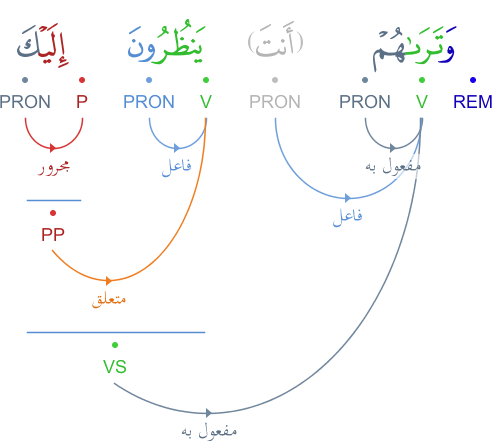 وَتَرَىٰهُمْ (أَنتَ) يَنظُرُونَ إِلَيْكَ
REM V PRON PRON V PRON P PRON
مفعول به فاعل مجرور
فاعل
PP
متعلق
VS
مفعول به